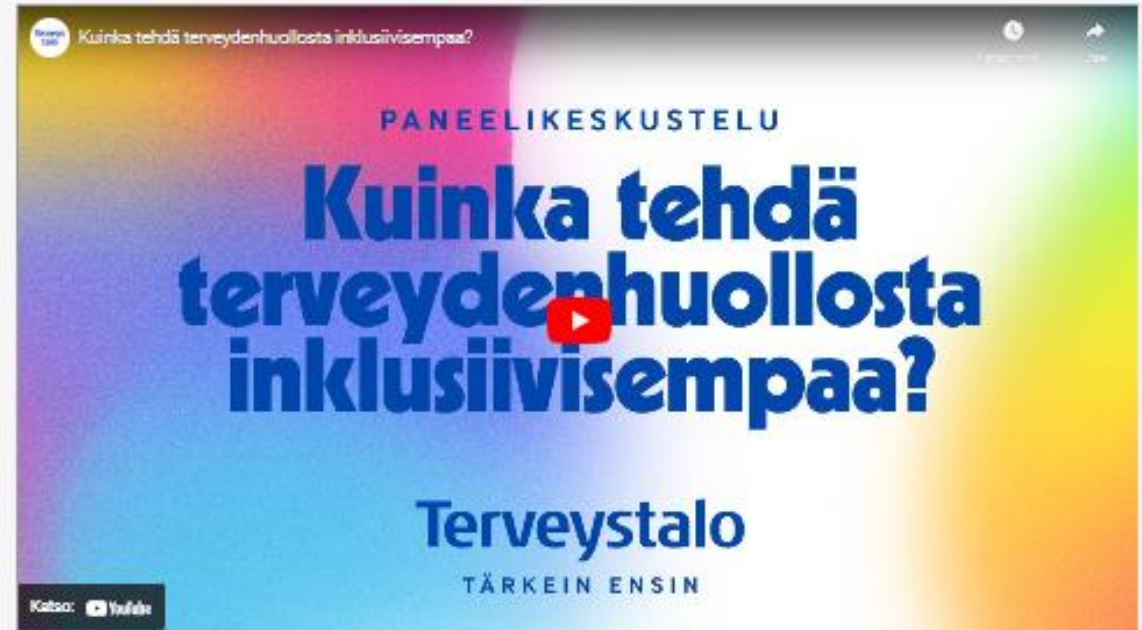 Kuinka tehdä terveydenhuollosta inklusiivisempaa?
PANEELIKESKUSTELU
Kuinka tehdä
terveydenhuollosta
inklusiivisempaa?
Terveystalo
TÄRKEIN ENSIN
Katso: YouTube